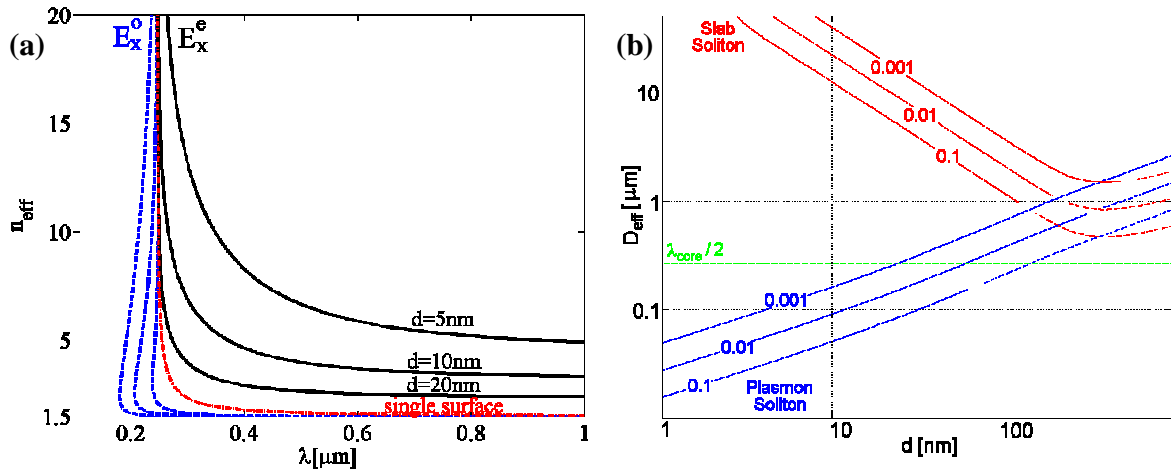 (a)
E_x^o E_x^e
20
15
10
5
1.5
n_eff
d=5nm
d=10nm
d=20nm
single surface
0.2 0.4 0.6 0.8 1
λ[μm]
(b)
Slab
Soliton
0.001
0.01
0.1
10
1
0.1
D_eff [μm]
λ_core/2
0.001
0.01
0.1
Plasmon
Soliton
1 10 100
d [nm]